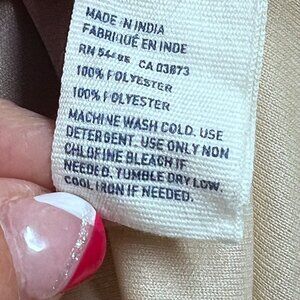 MADE IN INDIA
FABRIQUÉ EN INDE
RN CA 03873
100% POLYESTER
100% POLYESTER
MACHINE WASH COLD. USE
DETERGENT. USE ONLY NON
CHLORINE BLEACH IF
NEEDED. TUMBLE DRY LOW.
COOL IRON IF NEEDED.